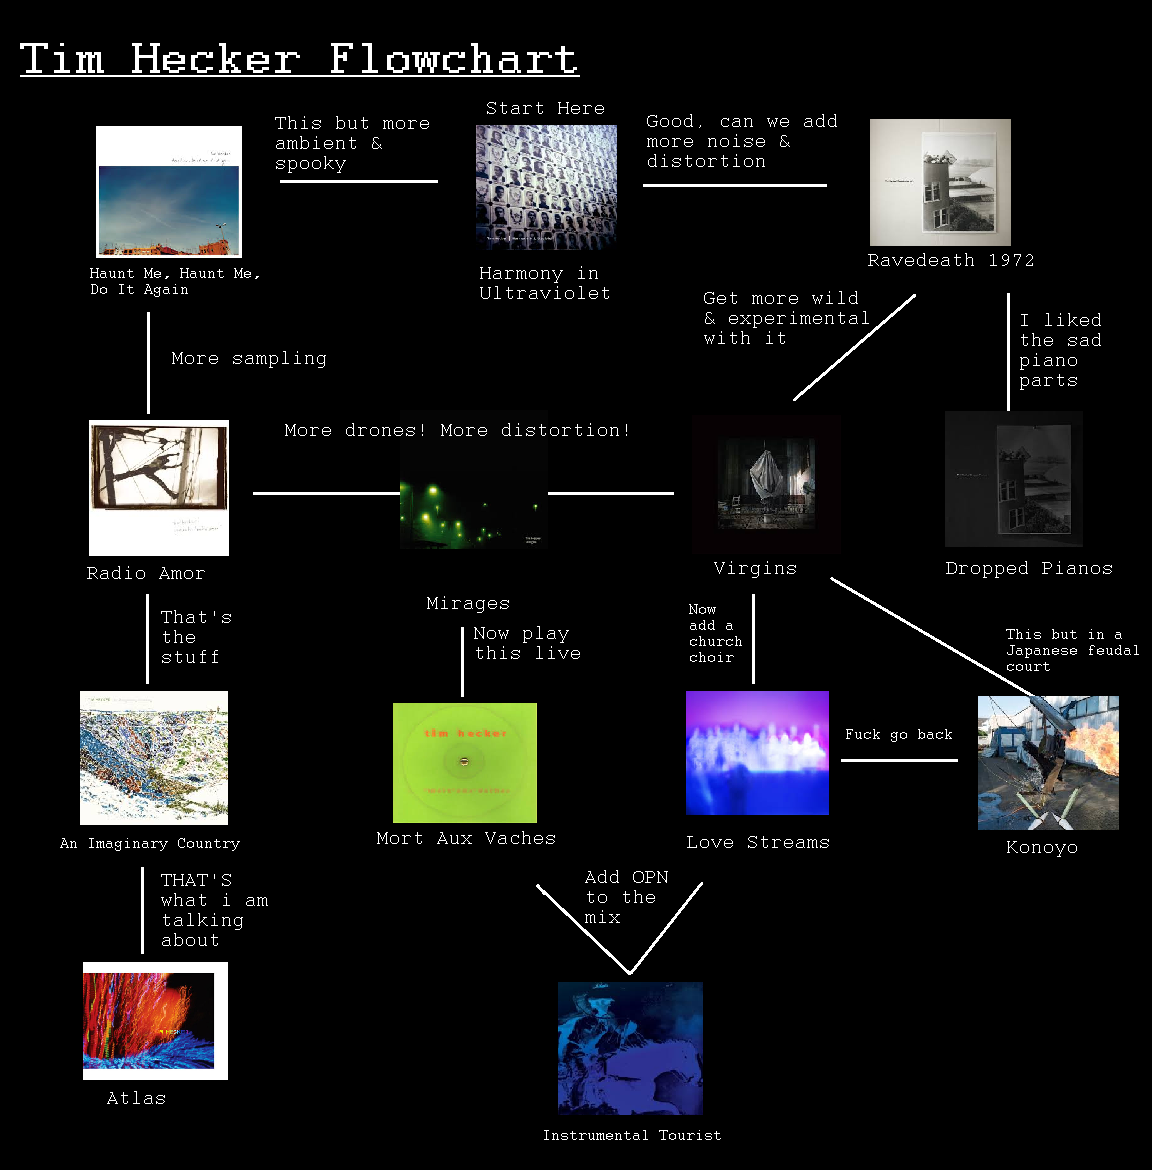 Tim Hecker Flowchart
Start Here
This but more
ambient &
spooky
Good, can we add
more noise &
distortion
Haunt Me, Haunt Me,
Do It Again
Harmony in
Ultraviolet
Ravedeath 1972
Get more wild
& experimental
with it
I liked
the sad
piano
parts
More sampling
More drones! More distortion!
Radio Amor
Mirages
Virgins
Dropped Pianos
That's
the
stuff
Now play
this live
Now
add a
church
choir
This but in a
Japanese feudal
court
tim hecker
Fuck go back
An Imaginary Country
Mort Aux Vaches
Love Streams
Konoyo
THAT'S
what i am
talking
about
Add OPN
to the
mix
Atlas
Instrumental Tourist